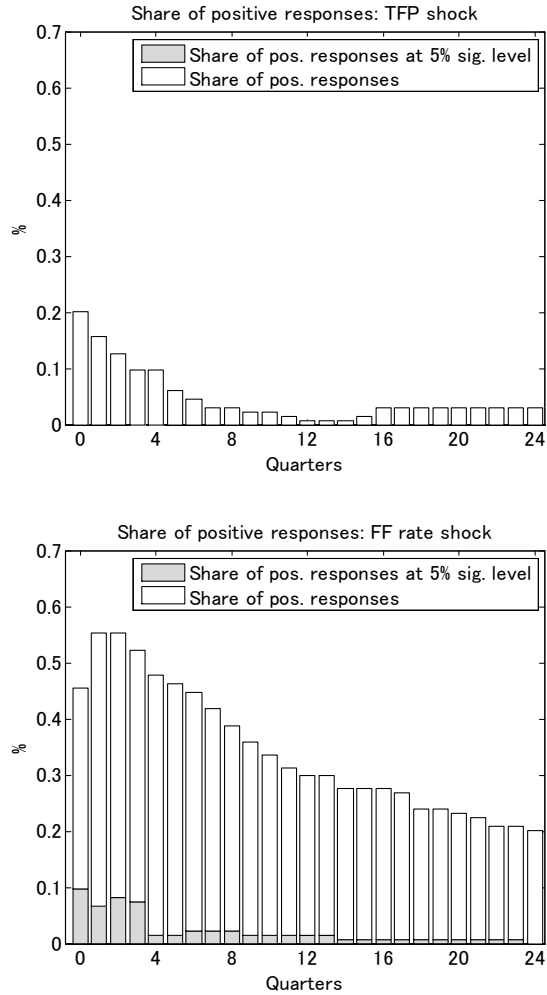 Share of positive responses: TFP shock
0.7
Share of pos. responses at 5% sig. level
Share of pos. responses
0.6
0.5
0.4
%
0.3
0.2
0.1
0
0 4 8 12 16 20 24
Quarters
Share of positive responses: FF rate shock
0.7
Share of pos. responses at 5% sig. level
Share of pos. responses
0.6
0.5
0.4
%
0.3
0.2
0.1
0
0 4 8 12 16 20 24
Quarters